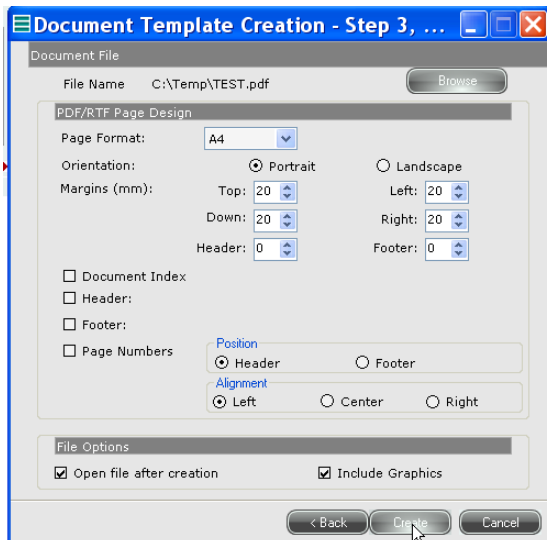 Document Template Creation - Step 3, ...
Document File
File Name C:\Temp\TEST.pdf Browse
PDF/RTF Page Design
Page Format: A4
Orientation: Portrait Landscape
Margins (mm): Top: 20 Left: 20
Down: 20 Right: 20
Header: 0 Footer: 0
Document Index
Header:
Footer:
Page Numbers
Position
Header Footer
Alignment
Left Center Right
File Options
Open file after creation Include Graphics
< Back Create Cancel